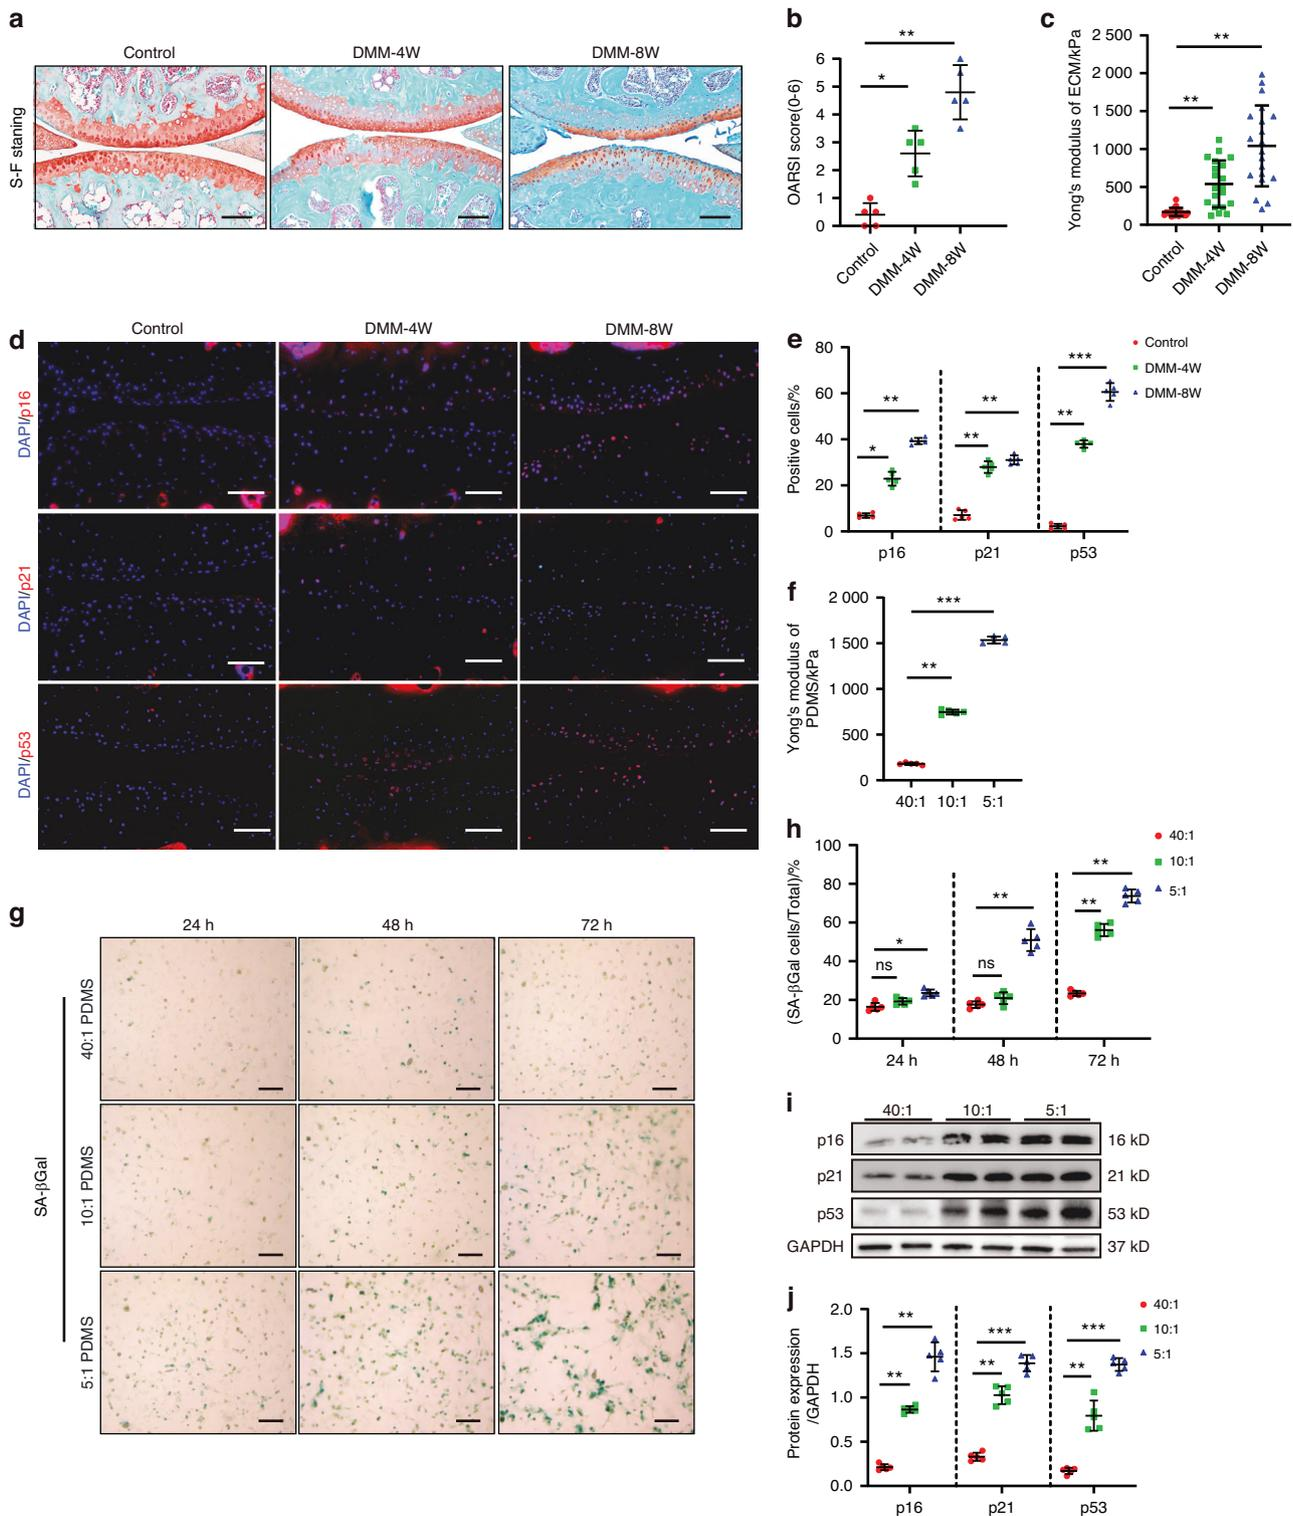 a
Control
DMM-4W
DMM-8W
S-F staning
b
OARSI score(0-6)
**
*
6
5
4
3
2
1
0
Control
DMM-4W
DMM-8W
c
Yong's modulus of ECM/kPa
**
**
2 500
2 000
1 500
1 000
500
0
Control
DMM-4W
DMM-8W
d
Control
DMM-4W
DMM-8W
DAPI/p16
DAPI/p21
DAPI/p53
e
Positive cells/%
80
60
40
20
0
*
**
**
**
**
***
p16
p21
p53
Control
DMM-4W
DMM-8W
f
Yong's modulus of
PDMS/kPa
2 000
1 500
1 000
500
0
***
**
40:1
10:1
5:1
g
24 h
48 h
72 h
SA-βGal
40:1 PDMS
10:1 PDMS
5:1 PDMS
h
(SA-βGal cells/Total)/%
100
80
60
40
20
0
ns
*
ns
**
**
**
24 h
48 h
72 h
40:1
10:1
5:1
i
40:1
10:1
5:1
p16
16 kD
p21
21 kD
p53
53 kD
GAPDH
37 kD
j
Protein expression
/GAPDH
2.0
1.5
1.0
0.5
0.0
**
**
**
***
**
***
p16
p21
p53
40:1
10:1
5:1